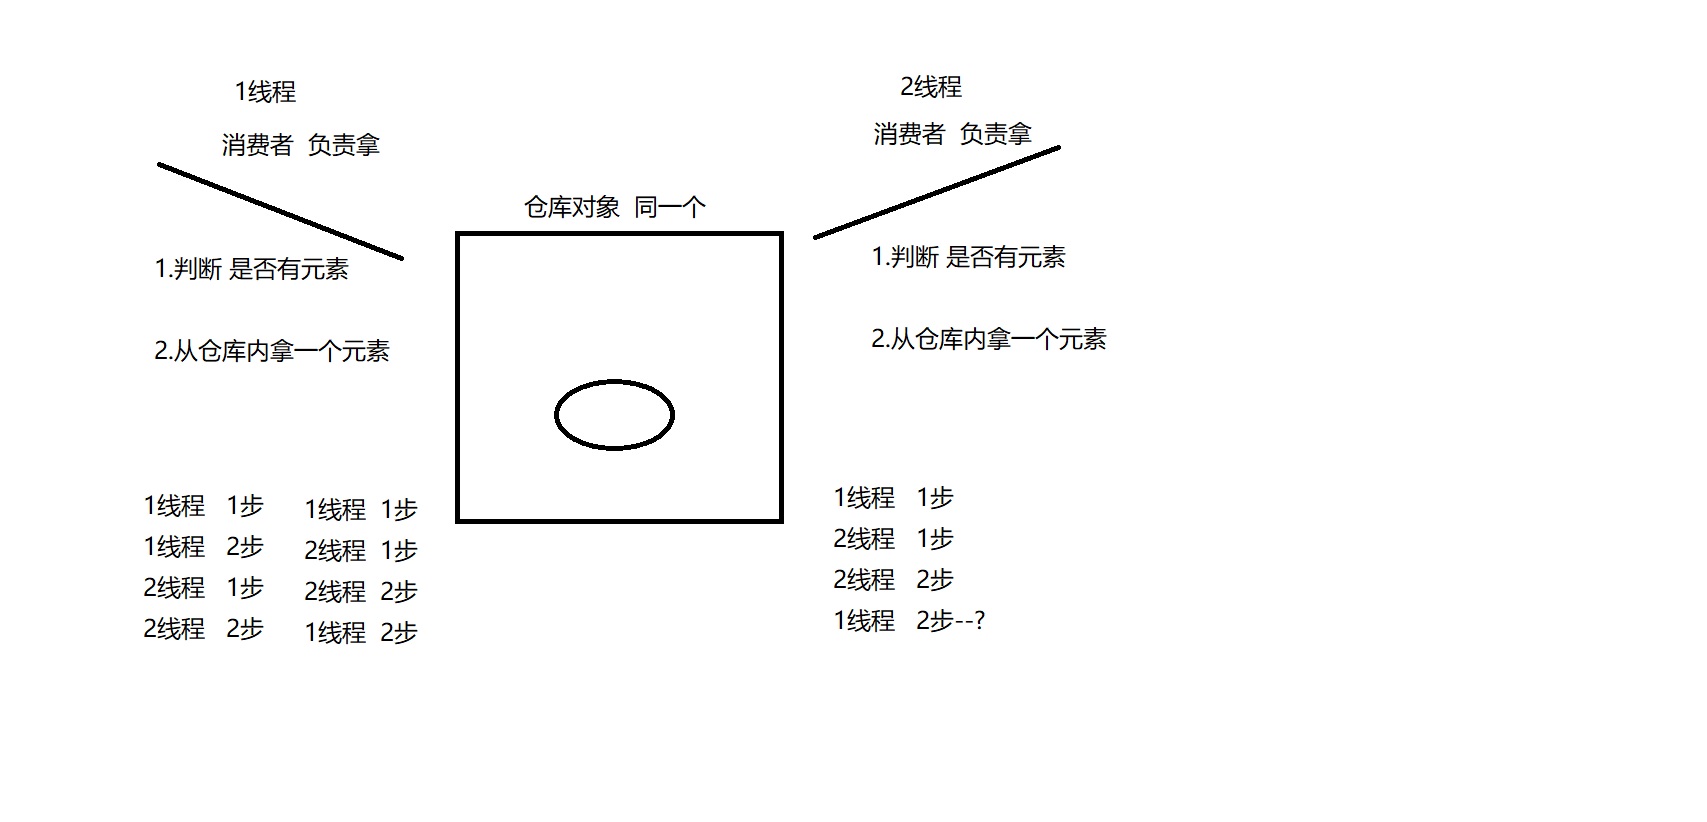 1线程
消费者 负责拿
1.判断 是否有元素
2.从仓库内拿一个元素
仓库对象 同一个
2线程
消费者 负责拿
1.判断 是否有元素
2.从仓库内拿一个元素
1线程 1步
1线程 2步
2线程 1步
2线程 2步
1线程 1步
2线程 1步
2线程 2步
1线程 2步
1线程 1步
2线程 1步
2线程 2步
1线程 2步--?